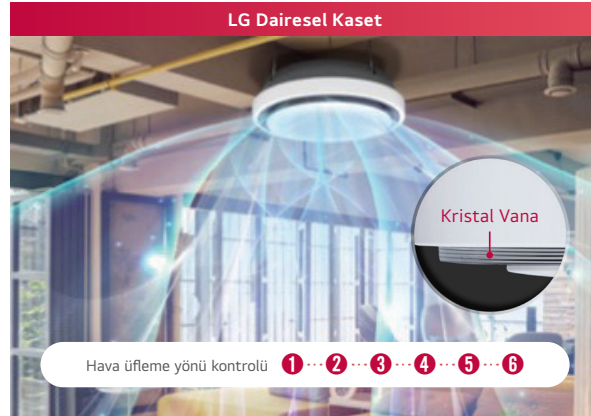 LG Dairesel Kaset
Kristal Vana
Hava üfleme yönü kontrolü 1 ··· 2 ··· 3 ··· 4 ··· 5 ··· 6